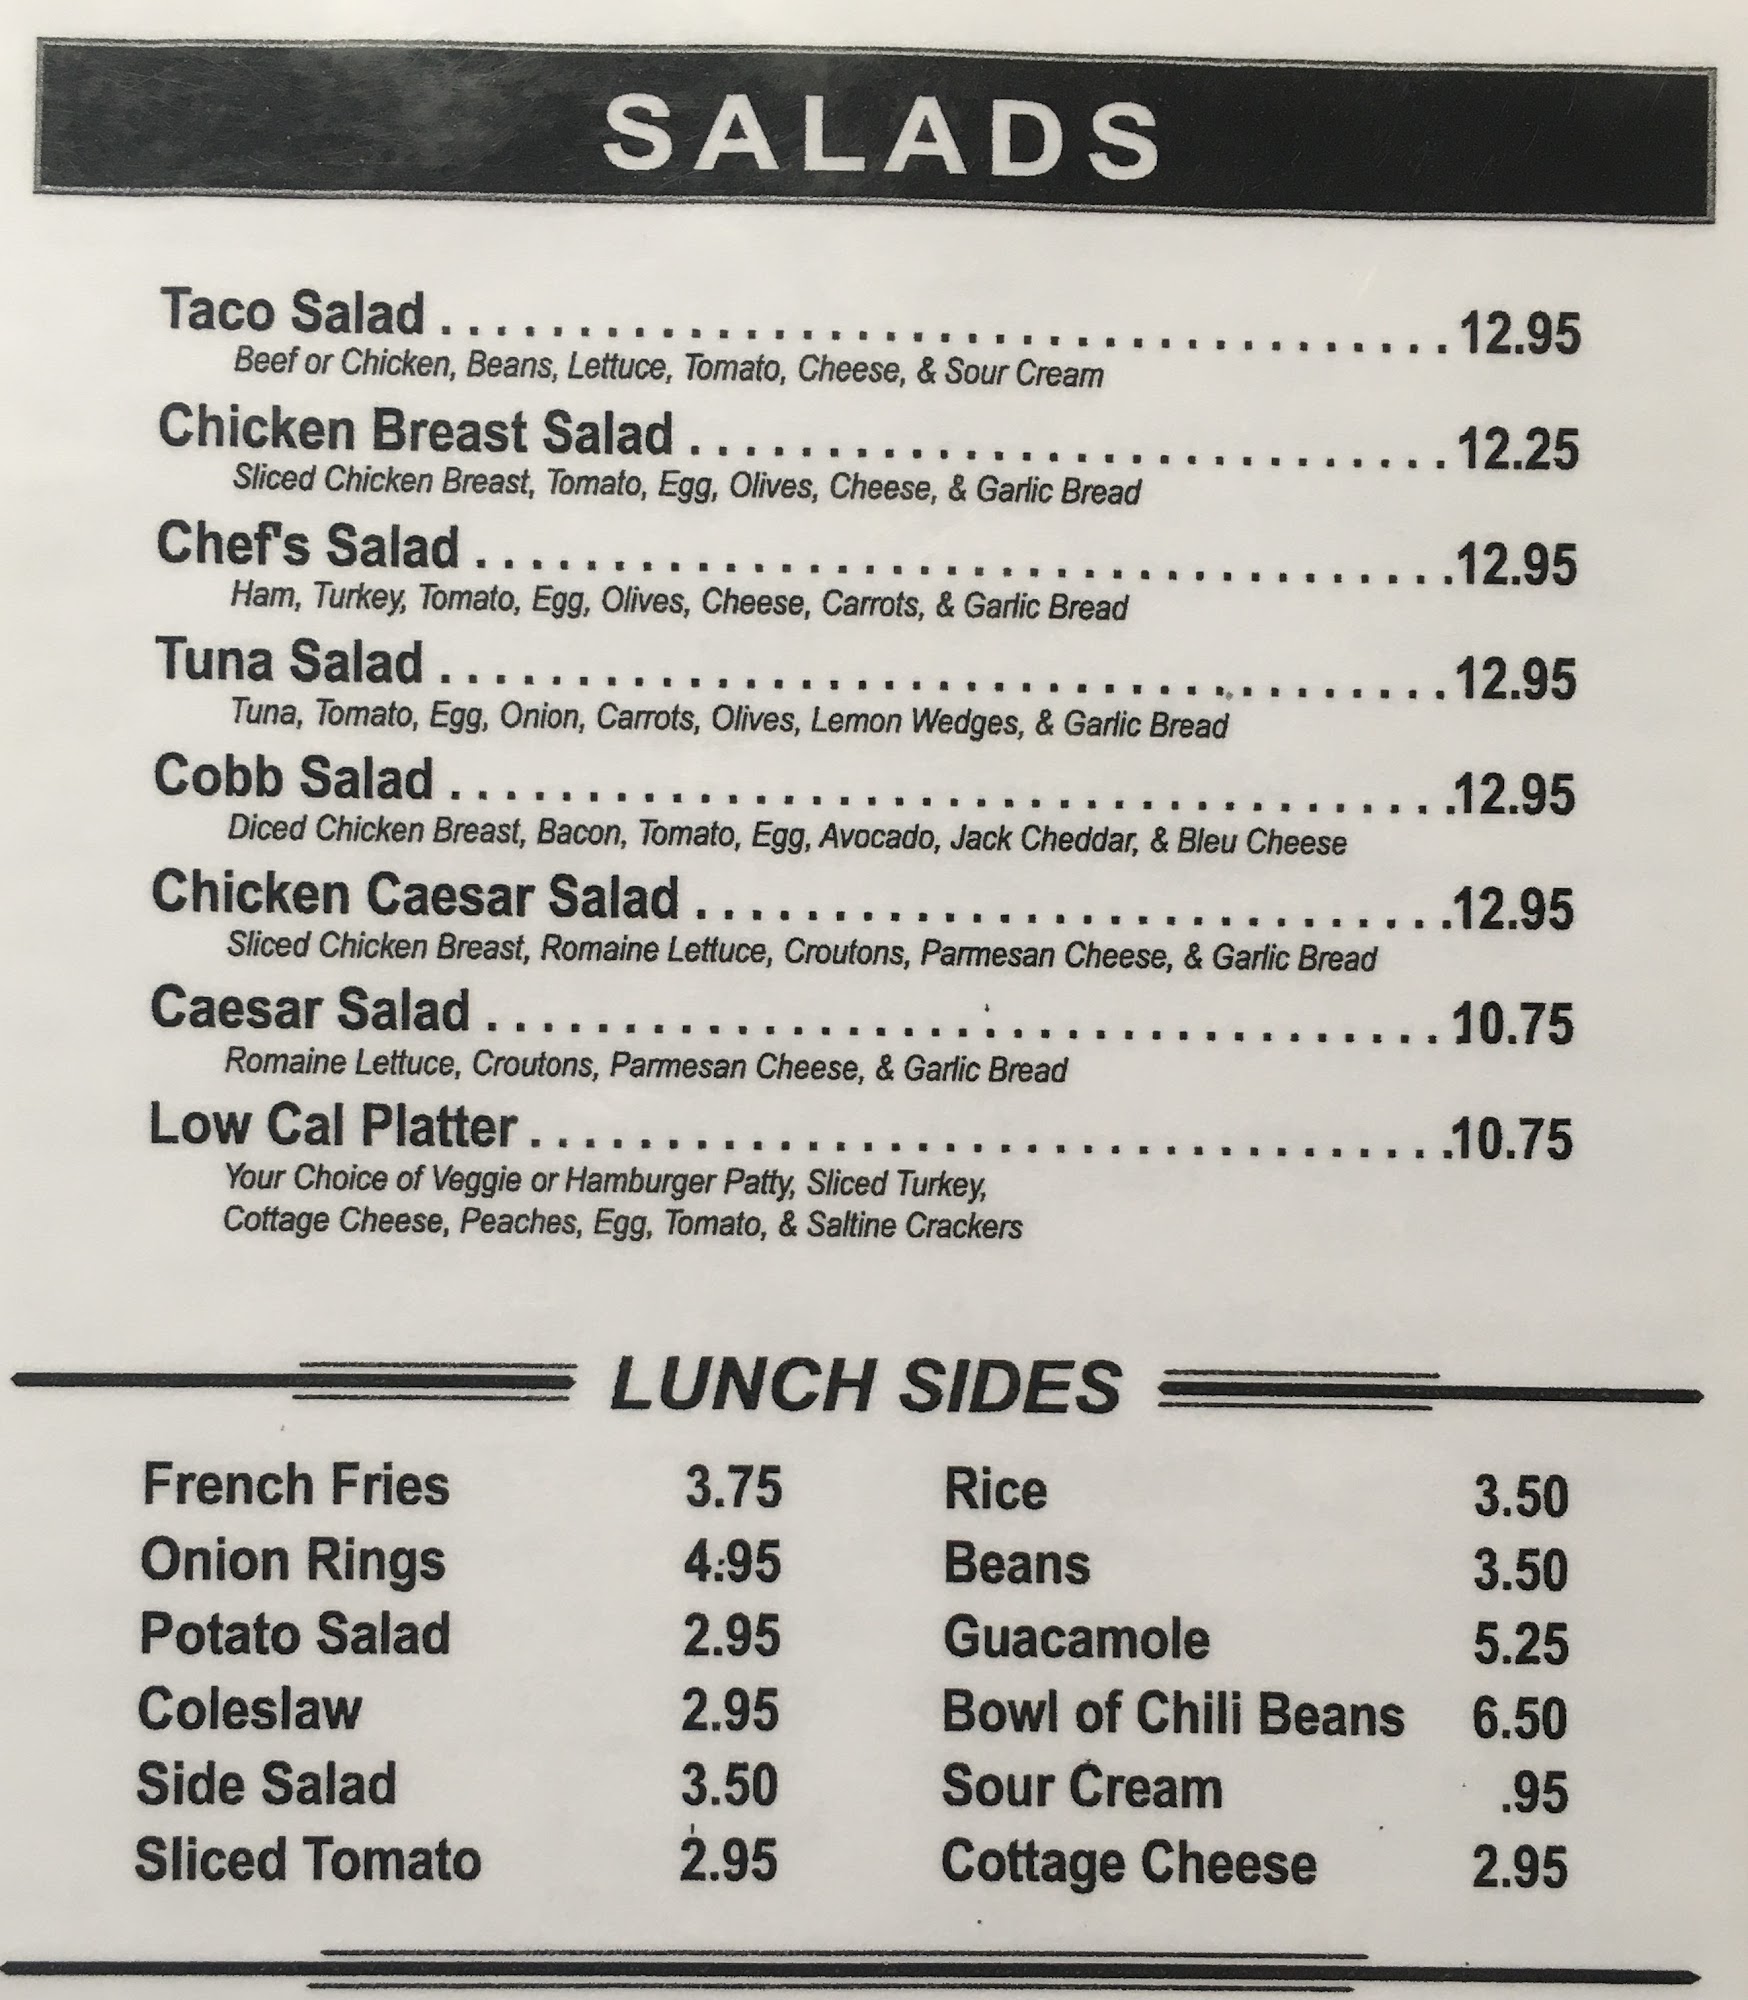 SALADS
Taco Salad 12.95
Beef or Chicken, Beans, Lettuce, Tomato, Cheese, & Sour Cream
Chicken Breast Salad 12.25
Sliced Chicken Breast, Tomato, Egg, Olives, Cheese, & Garlic Bread
Chef's Salad 12.95
Ham, Turkey, Tomato, Egg, Olives, Cheese, Carrots, & Garlic Bread
Tuna Salad 12.95
Tuna, Tomato, Egg, Onion, Carrots, Olives, Lemon Wedges, & Garlic Bread
Cobb Salad 12.95
Diced Chicken Breast, Bacon, Tomato, Egg, Avocado, Jack Cheddar, & Bleu Cheese
Chicken Caesar Salad 12.95
Sliced Chicken Breast, Romaine Lettuce, Croutons, Parmesan Cheese, & Garlic Bread
Caesar Salad 10.75
Romaine Lettuce, Croutons, Parmesan Cheese, & Garlic Bread
Low Cal Platter 10.75
Your Choice of Veggie or Hamburger Patty, Sliced Turkey,
Cottage Cheese, Peaches, Egg, Tomato, & Saltine Crackers
LUNCH SIDES
French Fries 3.75
Onion Rings 4.95
Potato Salad 2.95
Coleslaw 2.95
Side Salad 3.50
Sliced Tomato 2.95
Rice 3.50
Beans 3.50
Guacamole 5.25
Bowl of Chili Beans 6.50
Sour Cream .95
Cottage Cheese 2.95